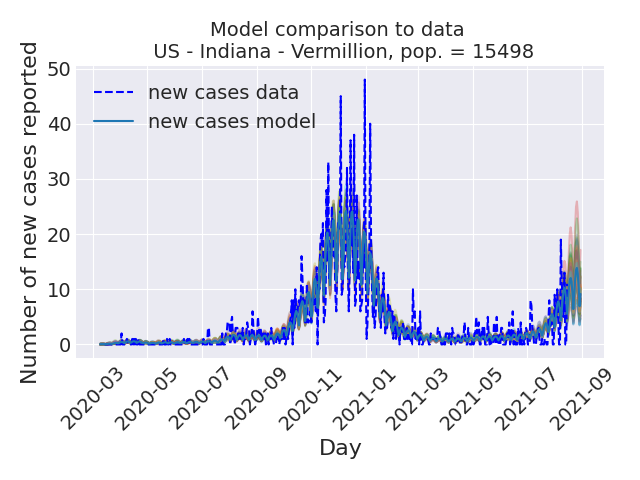 Model comparison to data
US - Indiana - Vermillion, pop. = 15498
Number of new cases reported
50
40
30
20
10
0
new cases data
new cases model
2020-03
2020-05
2020-07
2020-09
2020-11
2021-01
2021-03
2021-05
2021-07
2021-09
Day